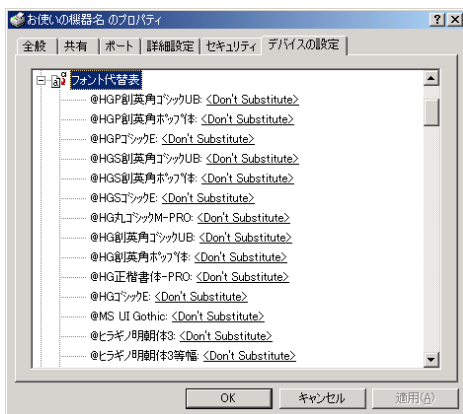 お使いの機器名 のプロパティ
全般 共有 ポート 詳細設定 セキュリティ デバイスの設定
フォント代替表
@HGP創英角ｺﾞｼｯｸUB: <Don't Substitute>
@HGP創英角ﾎﾟｯﾌﾟ体: <Don't Substitute>
@HGPｺﾞｼｯｸE: <Don't Substitute>
@HGS創英角ｺﾞｼｯｸUB: <Don't Substitute>
@HGS創英角ﾎﾟｯﾌﾟ体: <Don't Substitute>
@HGSｺﾞｼｯｸE: <Don't Substitute>
@HG丸ｺﾞｼｯｸM-PRO: <Don't Substitute>
@HG創英角ｺﾞｼｯｸUB: <Don't Substitute>
@HG創英角ﾎﾟｯﾌﾟ体: <Don't Substitute>
@HG正楷書体-PRO: <Don't Substitute>
@HGｺﾞｼｯｸE: <Don't Substitute>
@MS UI Gothic: <Don't Substitute>
@ヒラギノ明朝体3: <Don't Substitute>
@ヒラギノ明朝体3等幅: <Don't Substitute>
OK キャンセル 適用(A)